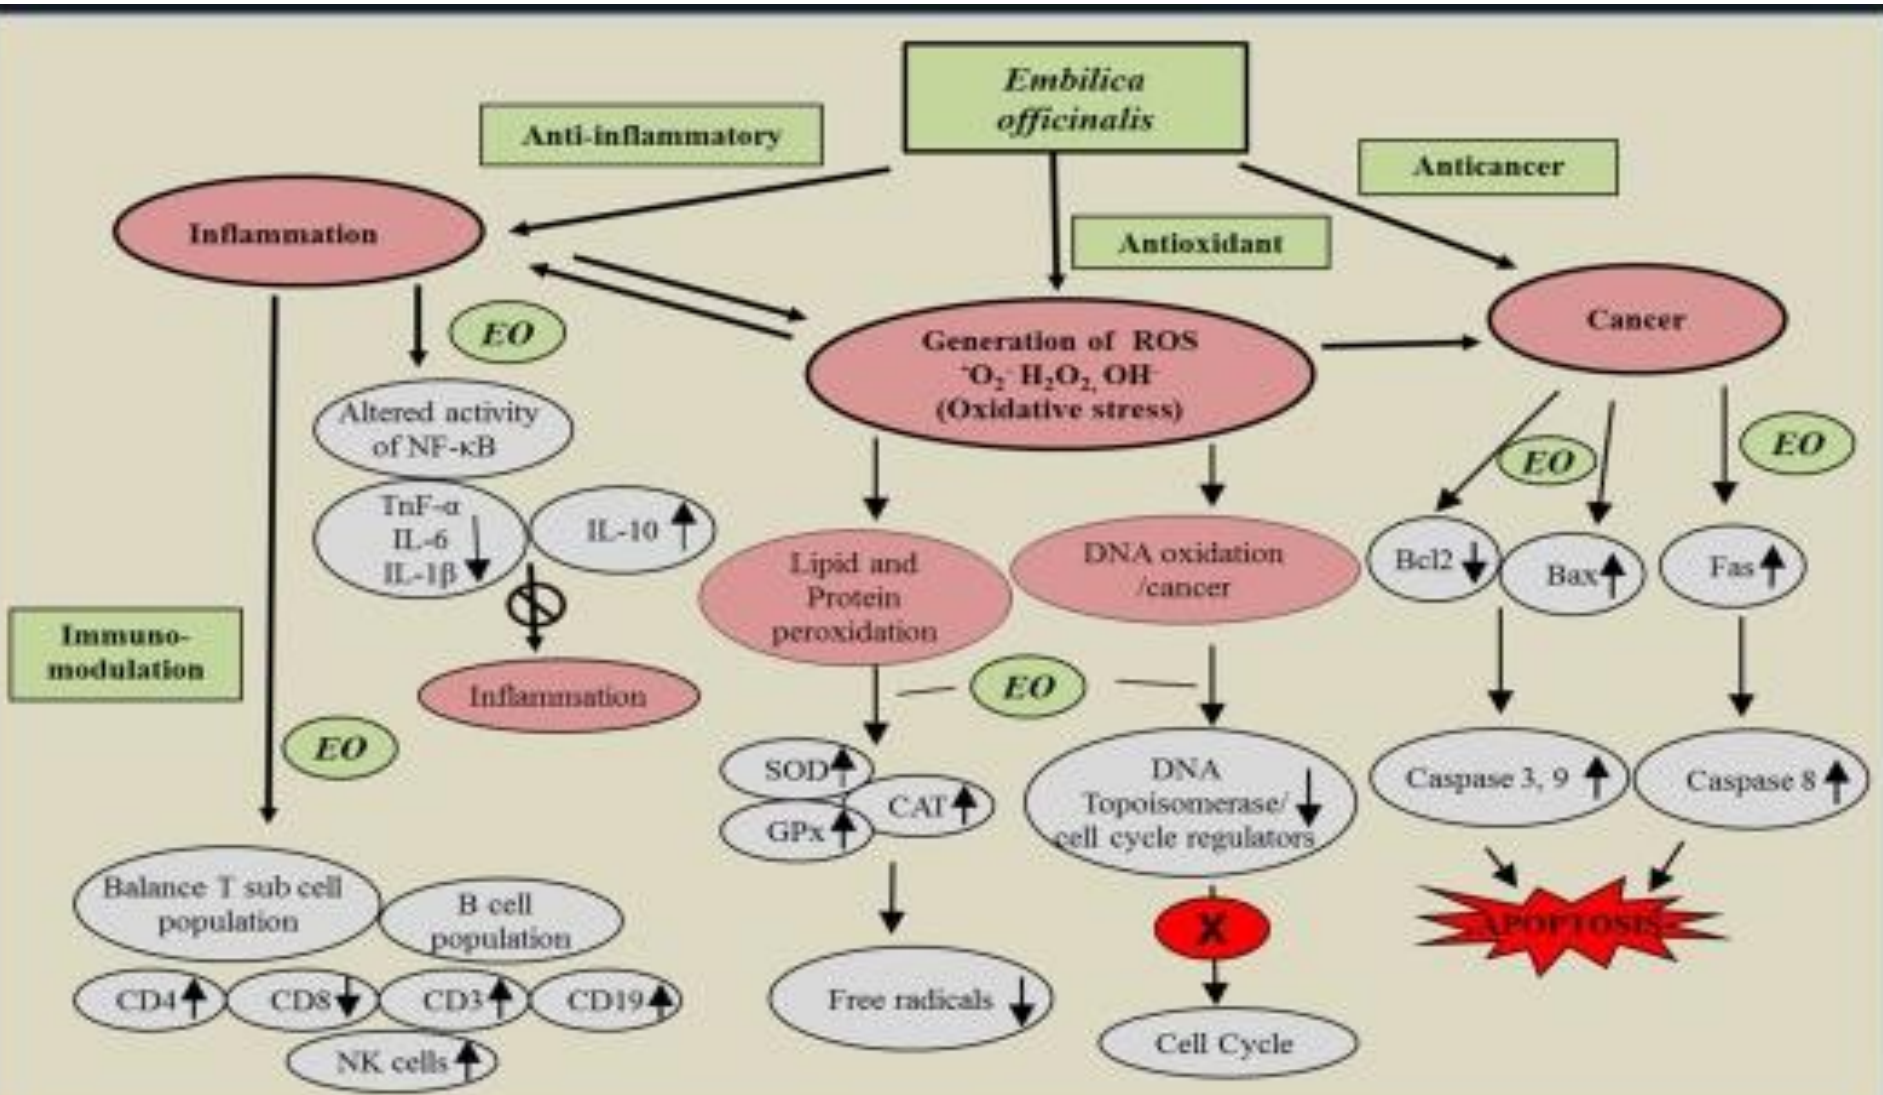 Embilica
officinalis
Anti-inflammatory
Anticancer
Antioxidant
Inflammation
Cancer
EO
Generation of ROS
⁻O₂⁻ H₂O₂, OH⁻
(Oxidative stress)
Altered activity
of NF-κB
EO
EO
TnF-α
IL-6
IL-1β
IL-10
Lipid and
Protein
peroxidation
DNA oxidation
/cancer
Bcl2
Bax
Fas
Immuno-
modulation
Inflammation
EO
EO
SOD
CAT
GPx
DNA
Topoisomerase/
cell cycle regulators
Caspase 3, 9
Caspase 8
Balance T sub cell
population
B cell
population
X
APOPTOSIS
CD4
CD8
CD3
CD19
NK cells
Free radicals
Cell Cycle